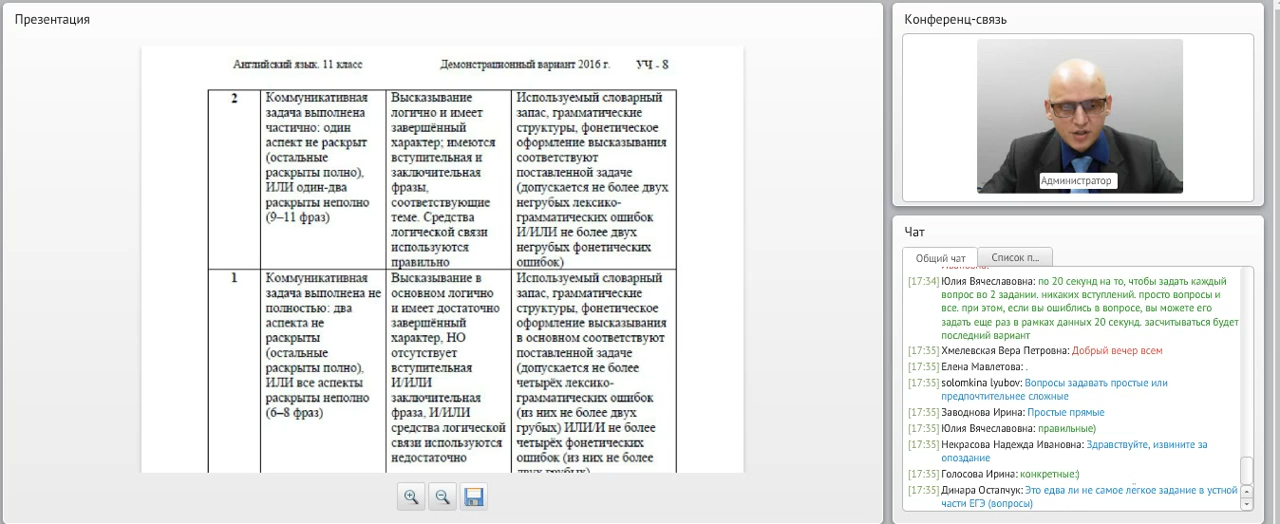 Презентация
Английский язык. 11 класс
Демонстрационный вариант 2016 г.
УЧ - 8
2
Коммуникативная
задача выполнена
частично: один
аспект не раскрыт
(остальные
раскрыты полно),
ИЛИ один-два
раскрыты неполно
(9–11 фраз)
Высказывание
логично и имеет
завершённый
характер; имеются
вступительная и
заключительная
фразы,
соответствующие
теме. Средства
логической связи
используются
правильно
Используемый словарный
запас, грамматические
структуры, фонетическое
оформление высказывания
соответствуют
поставленной задаче
(допускается не более двух
негрубых лексико-
грамматических ошибок
И/ИЛИ не более двух
негрубых фонетических
ошибок)
1
Коммуникативная
задача выполнена не
полностью: два
аспекта не
раскрыты
(остальные
раскрыты полно),
ИЛИ все аспекты
раскрыты неполно
(6–8 фраз)
Высказывание в
основном логично
и имеет достаточно
завершённый
характер, НО
отсутствует
вступительная
И/ИЛИ
заключительная
фраза, И/ИЛИ
средства логической
связи используются
недостаточно
Используемый словарный
запас, грамматические
структуры, фонетическое
оформление высказывания
в основном соответствуют
поставленной задаче
(допускается не более
четырёх лексико-
грамматических ошибок
(из них не более двух
грубых) ИЛИ/И не более
четырёх фонетических
ошибок (из них не более
двух грубых)
Конференц-связь
Администратор
Чат
Общий чат
Список п...
[17:34] Юлия Вячеславовна: по 20 секунд на то, чтобы задать каждый
вопрос во 2 задании. никаких вступлений. просто вопросы и
все. при этом, если вы ошиблись в вопросе, вы можете его
задать еще раз в рамках данных 20 секунд. засчитываться будет
последний вариант
[17:35] Хмелевская Вера Петровна: Добрый вечер всем
[17:35] Елена Мавлетова: .
[17:35] solomkina lyubov: Вопросы задавать простые или
предпочтительнее сложные
[17:35] Заводнова Ирина: Простые прямые
[17:35] Юлия Вячеславовна: правильные)
[17:35] Некрасова Надежда Ивановна: Здравствуйте, извините за
опоздание
[17:35] Голосова Ирина: конкретные:)
[17:35] Динара Остапчук: Это едва ли не самое лёгкое задание в устной
части ЕГЭ (вопросы)